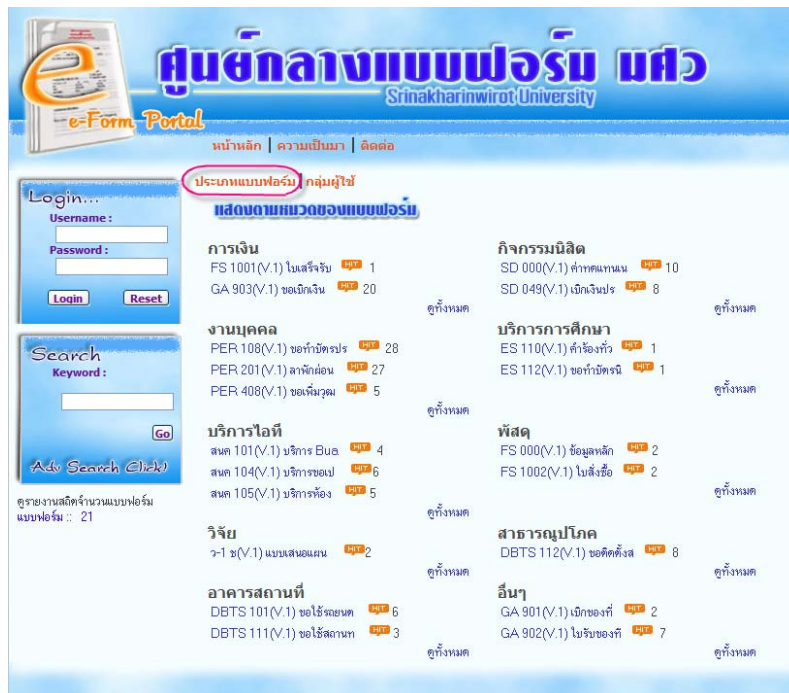 ศูนย์กลางแบบฟอร์ม มศว
Srinakharinwirot University
e-Form Portal
หน้าหลัก | ความเป็นมา | ติดต่อ
ประเภทแบบฟอร์ม | กลุ่มผู้ใช้
แสดงตามหมวดของแบบฟอร์ม
Login...
Username :
Password :
Login Reset
Search
Keyword :
Go
Adv Search Click!
ดูรายงานสถิตจำนวนแบบฟอร์ม
แบบฟอร์ม :: 21
การเงิน
FS 1001(V.1) ใบเสร็จรับ HIT 1
GA 903(V.1) ขอเบิกเงิน HIT 20
ดูทั้งหมด
กิจกรรมนิสิต
SD 000(V.1) ค่าทดแทนเน HIT 10
SD 049(V.1) เบิกเงินปร HIT 8
ดูทั้งหมด
งานบุคคล
PER 108(V.1) ขอทำบัตรปร HIT 28
PER 201(V.1) ลาพักผ่อน HIT 27
PER 408(V.1) ขอเพิ่มวุฒ HIT 5
ดูทั้งหมด
บริการการศึกษา
ES 110(V.1) คำร้องทั่ว HIT 1
ES 112(V.1) ขอทำบัตรนิ HIT 1
ดูทั้งหมด
บริการไอที
สนค 101(V.1) บริการ Bua HIT 4
สนค 104(V.1) บริการขอเป HIT 6
สนค 105(V.1) บริการห้อง HIT 5
ดูทั้งหมด
พัสดุ
FS 000(V.1) ข้อมูลหลัก HIT 2
FS 1002(V.1) ใบสั่งซื้อ HIT 2
ดูทั้งหมด
วิจัย
ว-1 ช(V.1) แบบเสนอแผน HIT 2
ดูทั้งหมด
สาธารณูปโภค
DBTS 112(V.1) ขอติดตั้งส HIT 8
ดูทั้งหมด
อาคารสถานที่
DBTS 101(V.1) ขอใช้รถยนต HIT 6
DBTS 111(V.1) ขอใช้สถานท HIT 3
ดูทั้งหมด
อื่นๆ
GA 901(V.1) เบิกของที่ HIT 2
GA 902(V.1) ใบรับของที HIT 7
ดูทั้งหมด